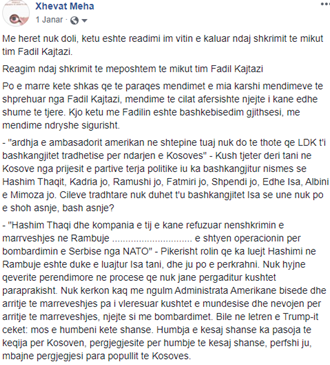 Xhevat Meha
1 Janar ·
Me heret nuk doli, ketu eshte readimi im vitin e kaluar ndaj shkrimit te mikut
tim Fadil Kajtazi.
Reagim ndaj shkrimit te meposhtem te mikut tim Fadil Kajtazi
Po e marre kete shkas qe te paraqes mendimet e mia karshi mendimeve te
shprehuar nga Fadil Kajtazi, mendime te cilat afersishte njejte i kane edhe
shume te tjere. Kjo ketu me Fadilin eshte bashkebisedim gjithsesi, me
mendime ndryshe sigurisht.
- "ardhja e ambasadorit amerikan ne shtepine tuaj nuk do te thote qe LDK t'i
bashkangjitet tradhetise per ndarjen e Kosoves" - Kush tjeter deri tani ne
Kosove nga prijesit e partive terja politike iu ka bashkangjitur nismes se
Hashim Thaqit, Kadria jo, Ramushi jo, Fatmiri jo, Shpendi jo, Edhe Isa, Albini
e Mimoza jo. Cileve tradhtare nuk duhet t'u bashkangjitet Isa se une nuk po
e shoh asnje, bash asnje?
- "Hashim Thaqi dhe kompania e tij e kane refuzuar nenshkrimin e
marrveshjes ne Rambuje .............................. e shtyen operacionin per
bombardimin e Serbise nga NATO" - Pikerisht rolin qe ka luejt Hashimi ne
Rambuje eshte duke e luajtur Isa tani, dhe ju po e perkrahni. Nuk hyjne
qeverite perendimore ne procese qe nuk jane pergaditur kushtet
paraprakisht. Nuk kerkon kaq me ngulm Administrata Amerikane bisede dhe
arritje te marreveshjes pa i vleresuar kushtet e mundesise dhe nevojen per
arritje te marreveshjes, njejte si me bombardimet. Bile ne letren e Trump-it
ceket: mos e humbeni kete shanse. Humbja e kesaj shanse ka pasoja te
keqija per Kosoven, pergjegjesite per humbje te kesaj shanse, perfshi ju,
mbajne pergjegjesi para popullit te Kosoves.